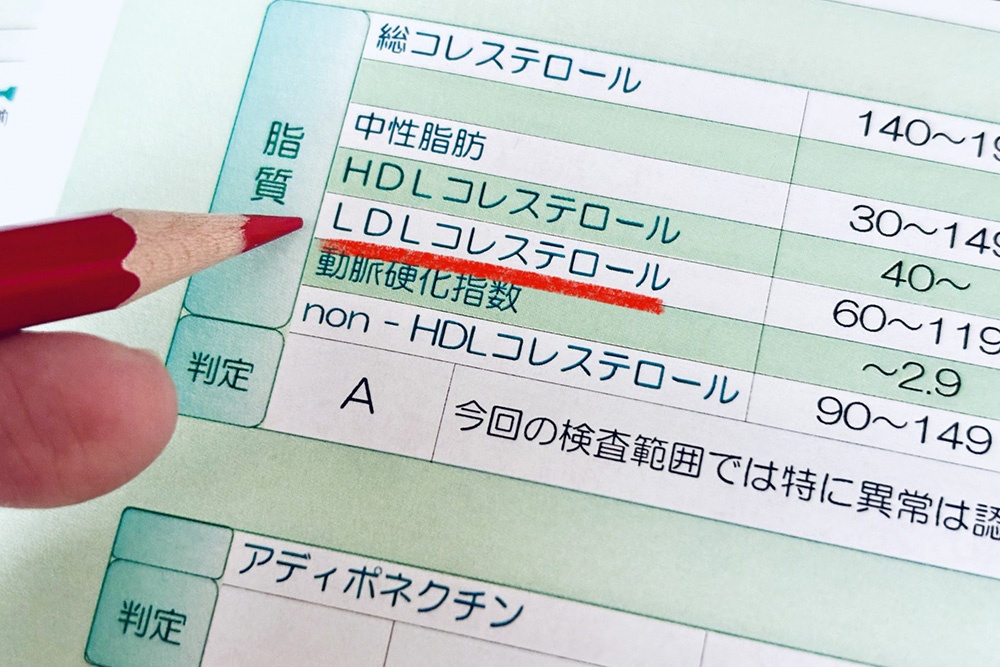 総コレステロール 140～19
中性脂肪 30～149
脂質
HDLコレステロール 40～
LDLコレステロール 60～119
動脈硬化指数 ～2.9
non-HDLコレステロール 90～149
判定 A 今回の検査範囲では特に異常は認
アディポネクチン
判定